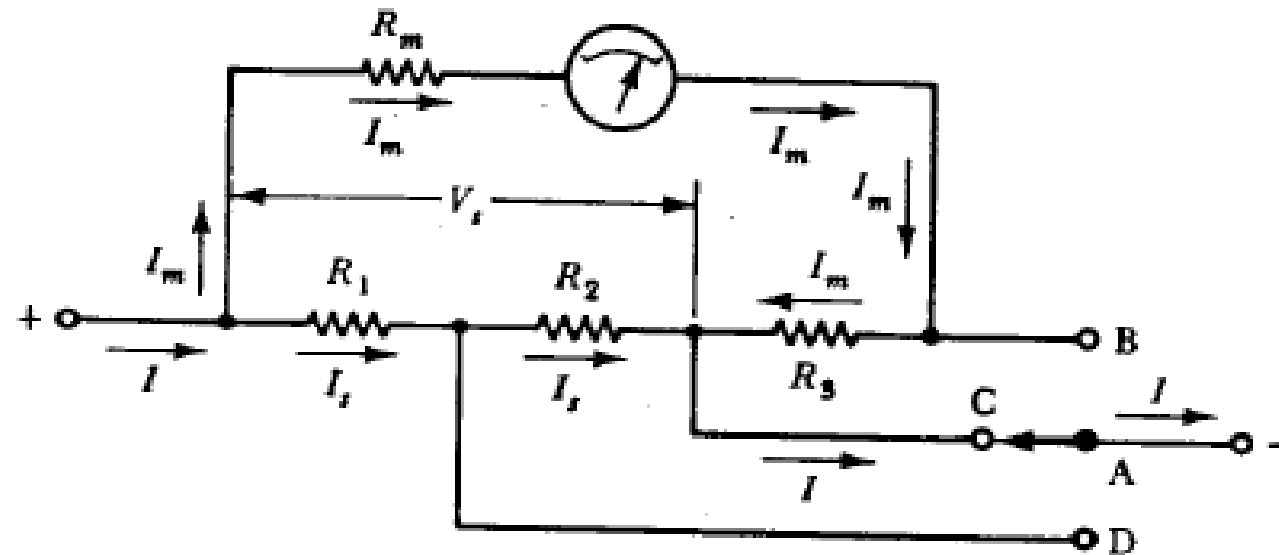 R_m
I_m I_m
V_s I_m
I_m R_1 R_2 I_m
+ B
I I_s I_s R_3 C I
-
I A
D